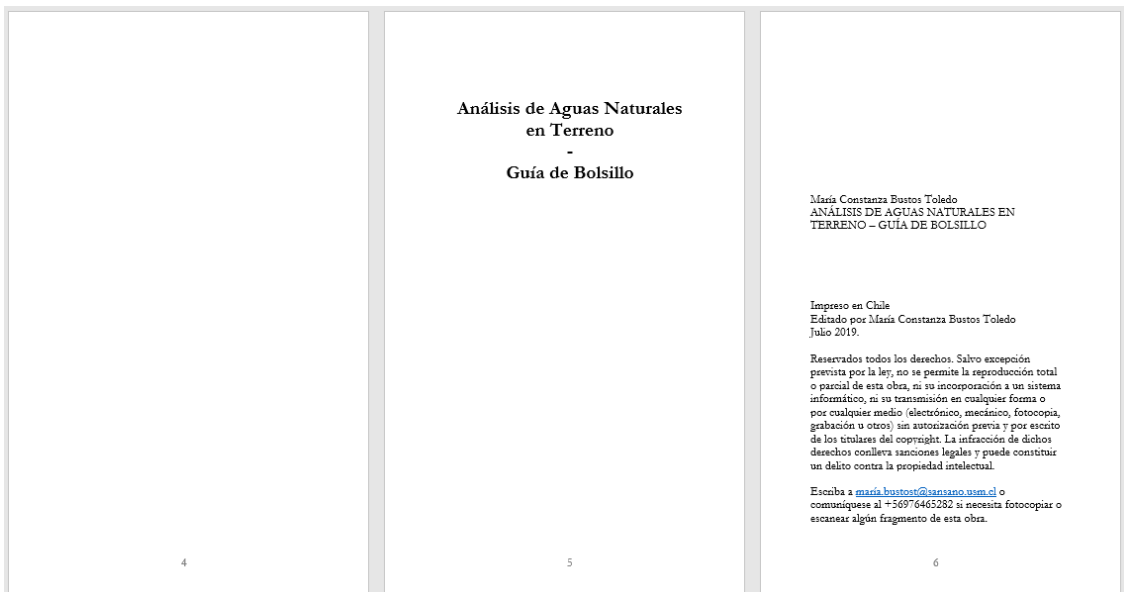 4
Análisis de Aguas Naturales
en Terreno
-
Guía de Bolsillo
5
María Constanza Bustos Toledo
ANÁLISIS DE AGUAS NATURALES EN
TERRENO – GUÍA DE BOLSILLO
Impreso en Chile
Editado por María Constanza Bustos Toledo
Julio 2019.
Reservados todos los derechos. Salvo excepción
prevista por la ley, no se permite la reproducción total
o parcial de esta obra, ni su incorporación a un sistema
informático, ni su transmisión en cualquier forma o
por cualquier medio (electrónico, mecánico, fotocopia,
grabación u otros) sin autorización previa y por escrito
de los titulares del copyright. La infracción de dichos
derechos conlleva sanciones legales y puede constituir
un delito contra la propiedad intelectual.
Escriba a maría.bustost@sansano.usm.cl o
comuníquese al +56976465282 si necesita fotocopiar o
escanear algún fragmento de esta obra.
6